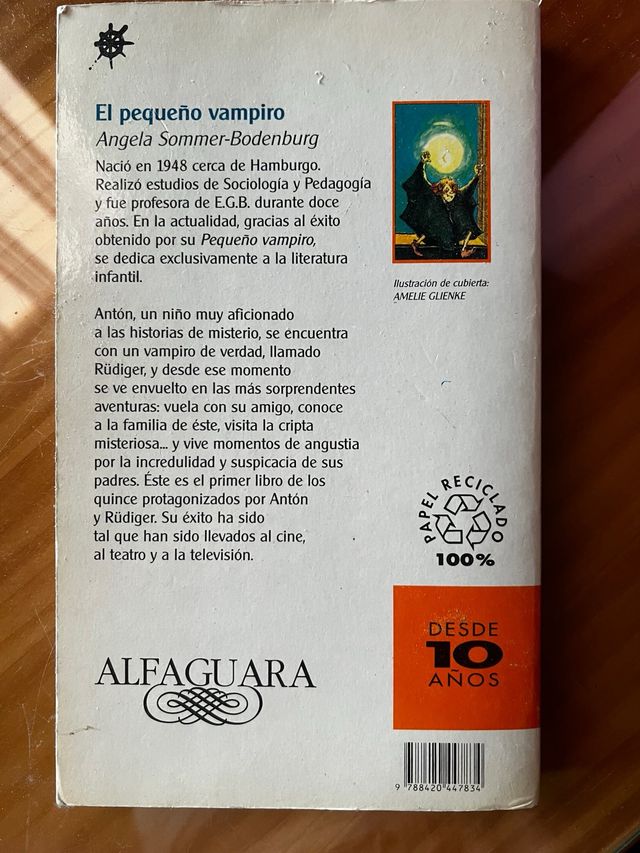 El pequeño vampiro
Angela Sommer-Bodenburg
Nació en 1948 cerca de Hamburgo.
Realizó estudios de Sociología y Pedagogía
y fue profesora de E.G.B. durante doce
años. En la actualidad, gracias al éxito
obtenido por su Pequeño vampiro,
se dedica exclusivamente a la literatura
infantil.
Antón, un niño muy aficionado
a las historias de misterio, se encuentra
con un vampiro de verdad, llamado
Rüdiger, y desde ese momento
se ve envuelto en las más sorprendentes
aventuras: vuela con su amigo, conoce
a la familia de éste, visita la cripta
misteriosa... y vive momentos de angustia
por la incredulidad y suspicacia de sus
padres. Éste es el primer libro de los
quince protagonizados por Antón
y Rüdiger. Su éxito ha sido
tal que han sido llevados al cine,
al teatro y a la televisión.
Ilustración de cubierta:
AMELIE GLIENKE
PAPEL RECICLADO
100%
DESDE
10
AÑOS
ALFAGUARA
9 788420 447834